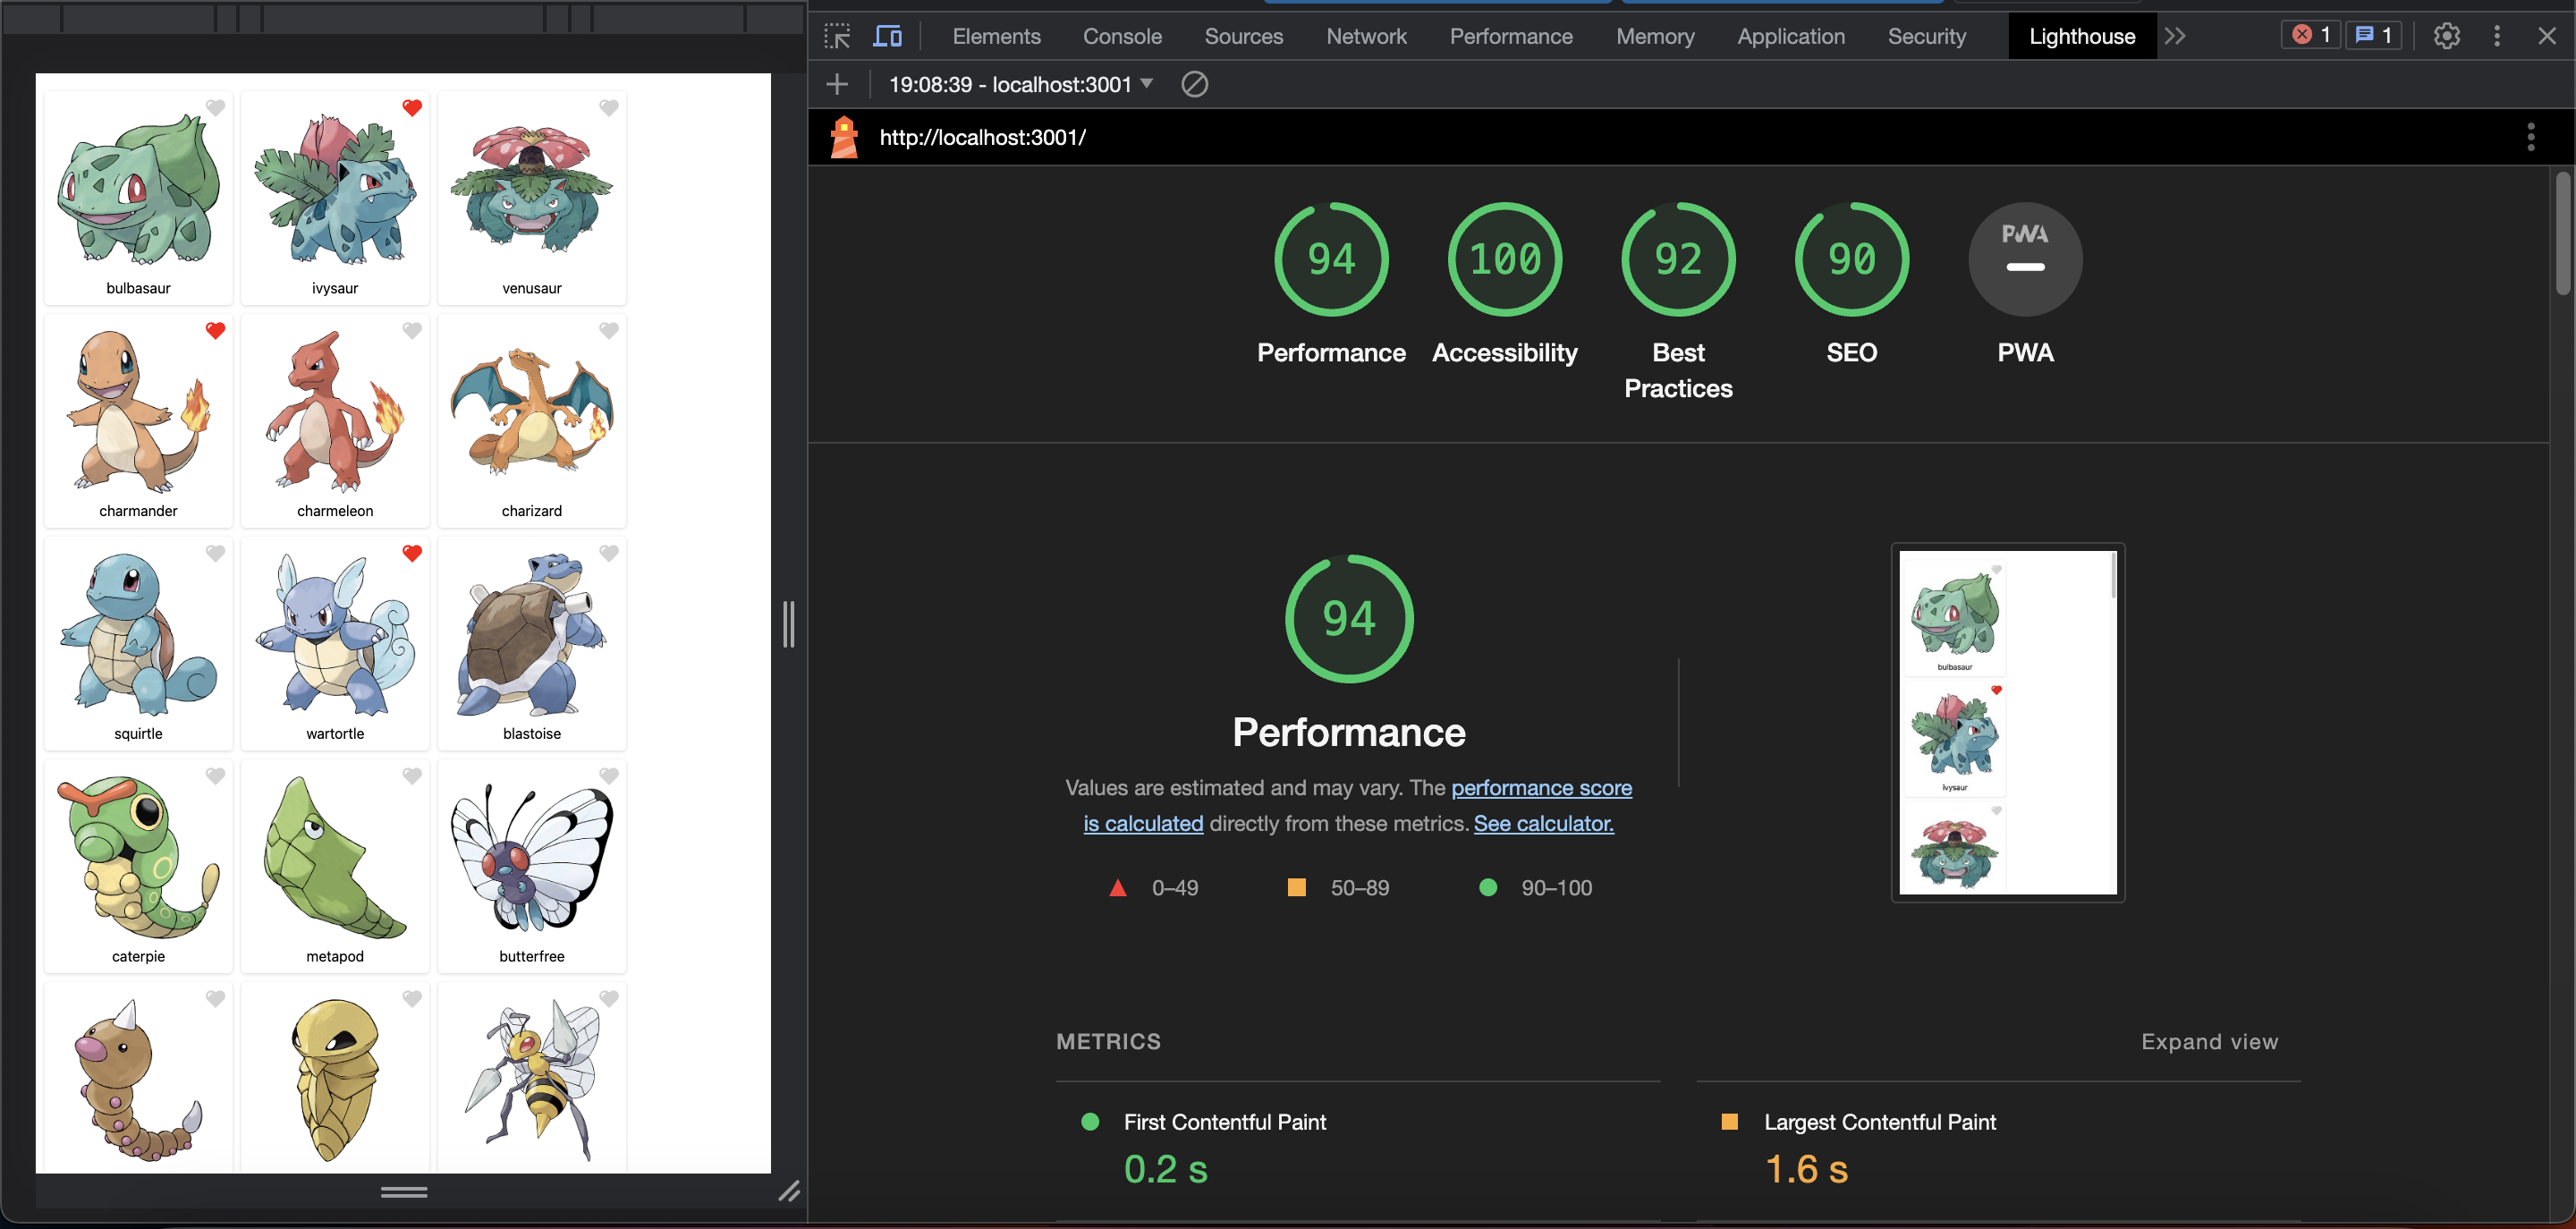 bulbasaur
ivysaur
venusaur
charmander
charmeleon
charizard
squirtle
wartortle
blastoise
caterpie
metapod
butterfree
Elements Console Sources Network Performance Memory Application Security Lighthouse 1 1
19:08:39 - localhost:3001
http://localhost:3001/
94 100 92 90 PWA
Performance Accessibility Best SEO PWA
Practices
94
Performance
Values are estimated and may vary. The performance score
is calculated directly from these metrics. See calculator.
0–49 50–89 90–100
bulbasaur
ivysaur
METRICS Expand view
First Contentful Paint Largest Contentful Paint
0.2 s 1.6 s